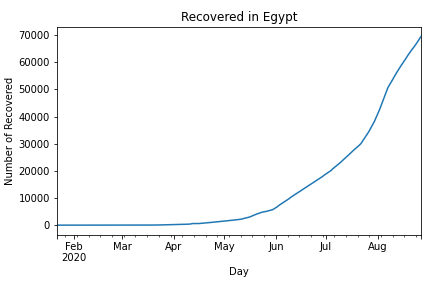 Recovered in Egypt
Number of Recovered
70000
60000
50000
40000
30000
20000
10000
0
Feb Mar Apr May Jun Jul Aug
2020
Day